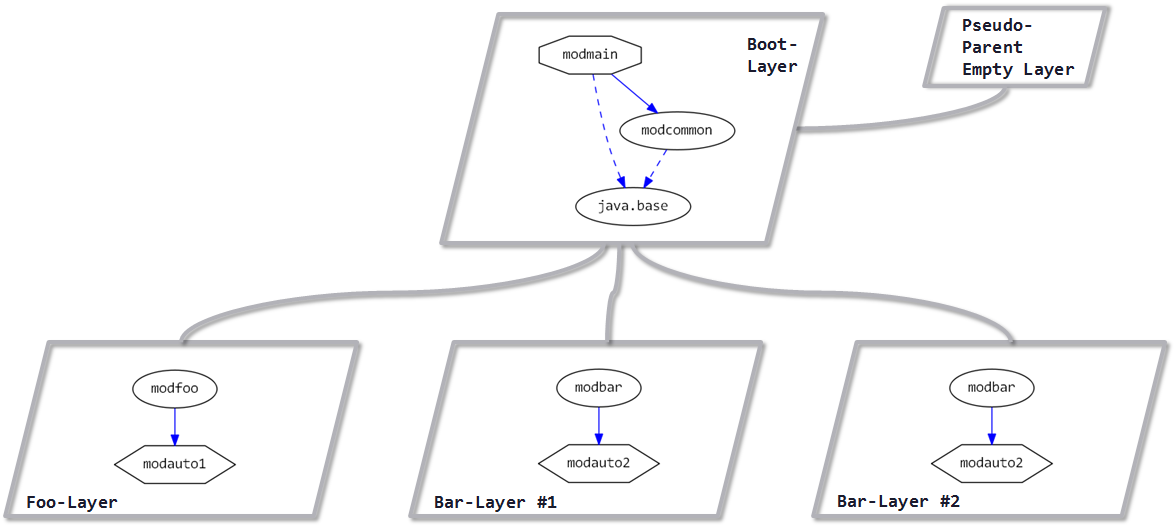 Pseudo-
Parent
Empty Layer
Boot-
Layer
modmain
modcommon
java.base
modfoo
modauto1
Foo-Layer
modbar
modauto2
Bar-Layer #1
modbar
modauto2
Bar-Layer #2